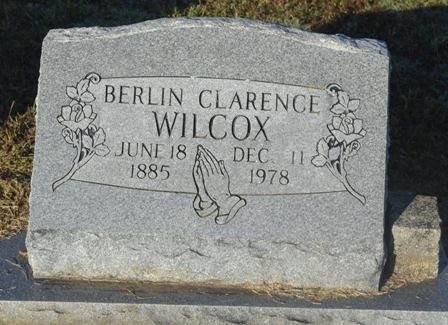 BERLIN CLARENCE
WILCOX
JUNE 18 DEC 11
1885 1978